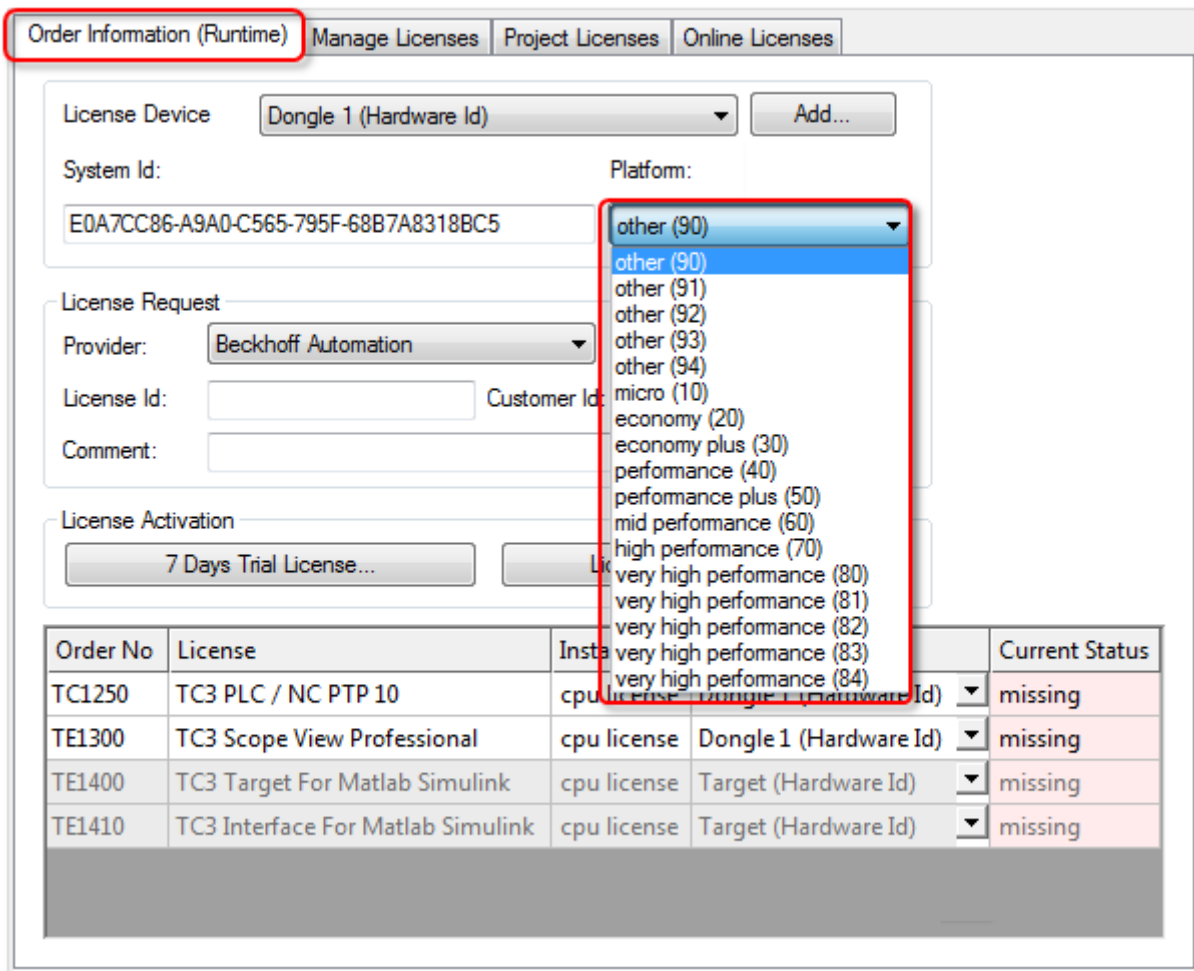 Order Information (Runtime) Manage Licenses Project Licenses Online Licenses
License Device Dongle 1 (Hardware Id) Add...
System Id: Platform:
E0A7CC86-A9A0-C565-795F-68B7A8318BC5 other (90)
other (90)
other (91)
other (92)
other (93)
other (94)
micro (10)
economy (20)
economy plus (30)
performance (40)
performance plus (50)
mid performance (60)
high performance (70)
very high performance (80)
very high performance (81)
very high performance (82)
very high performance (83)
very high performance (84)
License Request
Provider: Beckhoff Automation
License Id: Customer Id:
Comment:
License Activation
7 Days Trial License...
Order No License Current Status
TC1250 TC3 PLC / NC PTP 10 cpu license Dongle 1 (Hardware Id) missing
TE1300 TC3 Scope View Professional cpu license Dongle 1 (Hardware Id) missing
TE1400 TC3 Target For Matlab Simulink cpu license Target (Hardware Id) missing
TE1410 TC3 Interface For Matlab Simulink cpu license Target (Hardware Id) missing